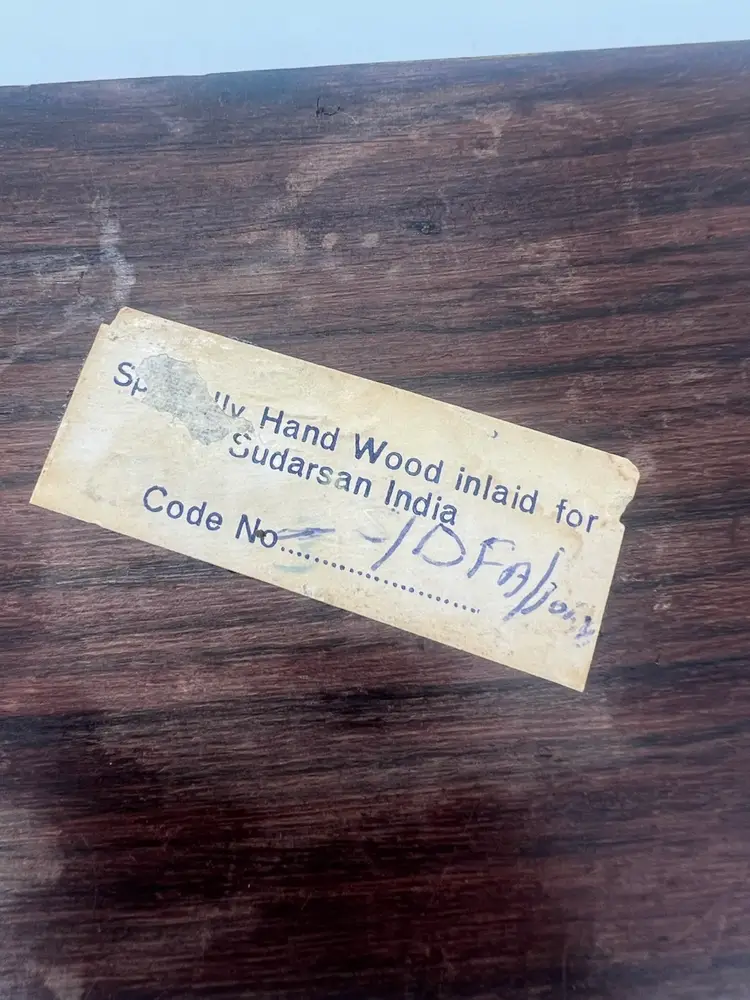 Hand Wood inlaid for
Sudarsan India
Code No....................